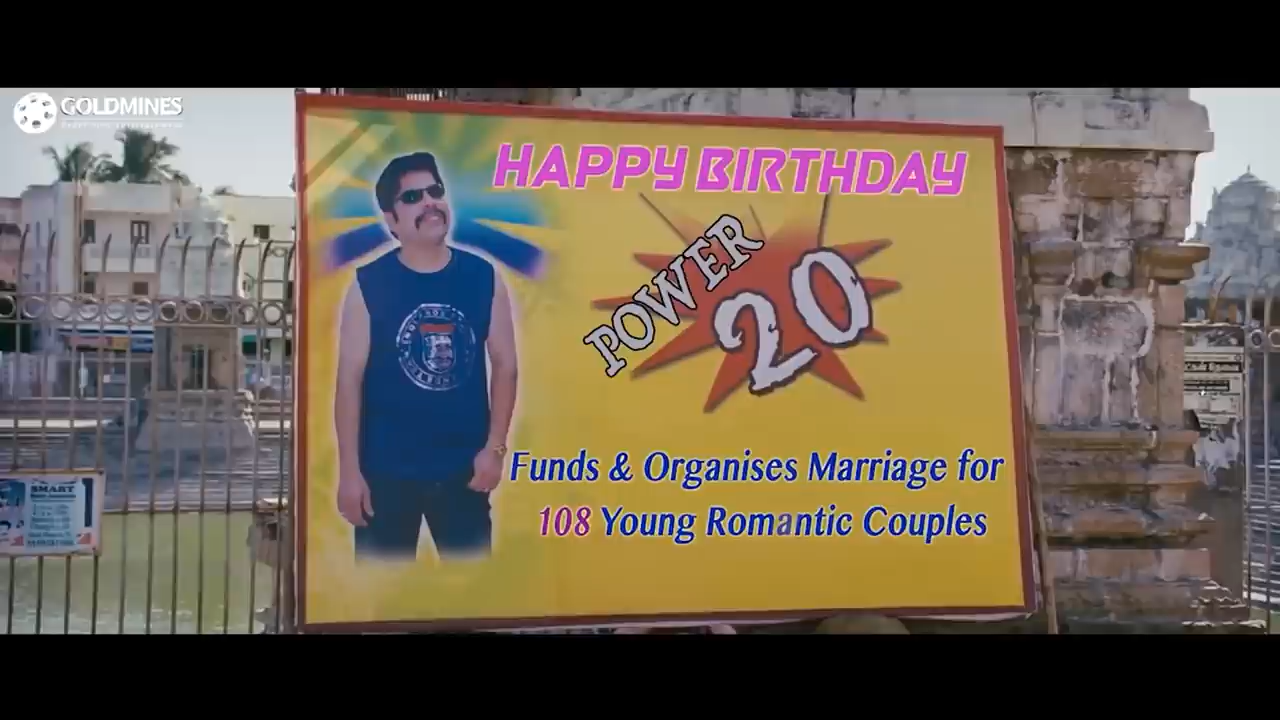 GOLDMINES
HAPPY BIRTHDAY
POWER
20
Funds & Organises Marriage for
108 Young Romantic Couples
SMART